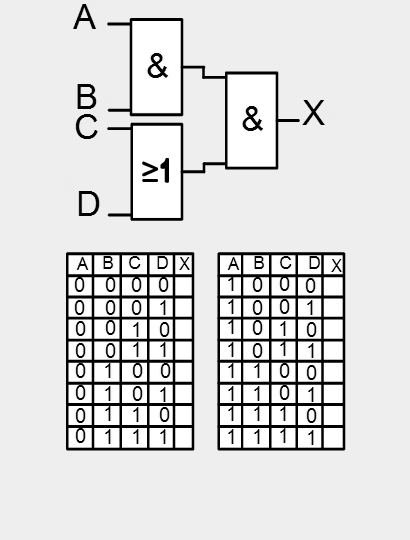 A
&
B
C
&
X
≥1
D
A B C D X
0 0 0 0
0 0 0 1
0 0 1 0
0 0 1 1
0 1 0 0
0 1 0 1
0 1 1 0
0 1 1 1
A B C D X
1 0 0 0
1 0 0 1
1 0 1 0
1 0 1 1
1 1 0 0
1 1 0 1
1 1 1 0
1 1 1 1